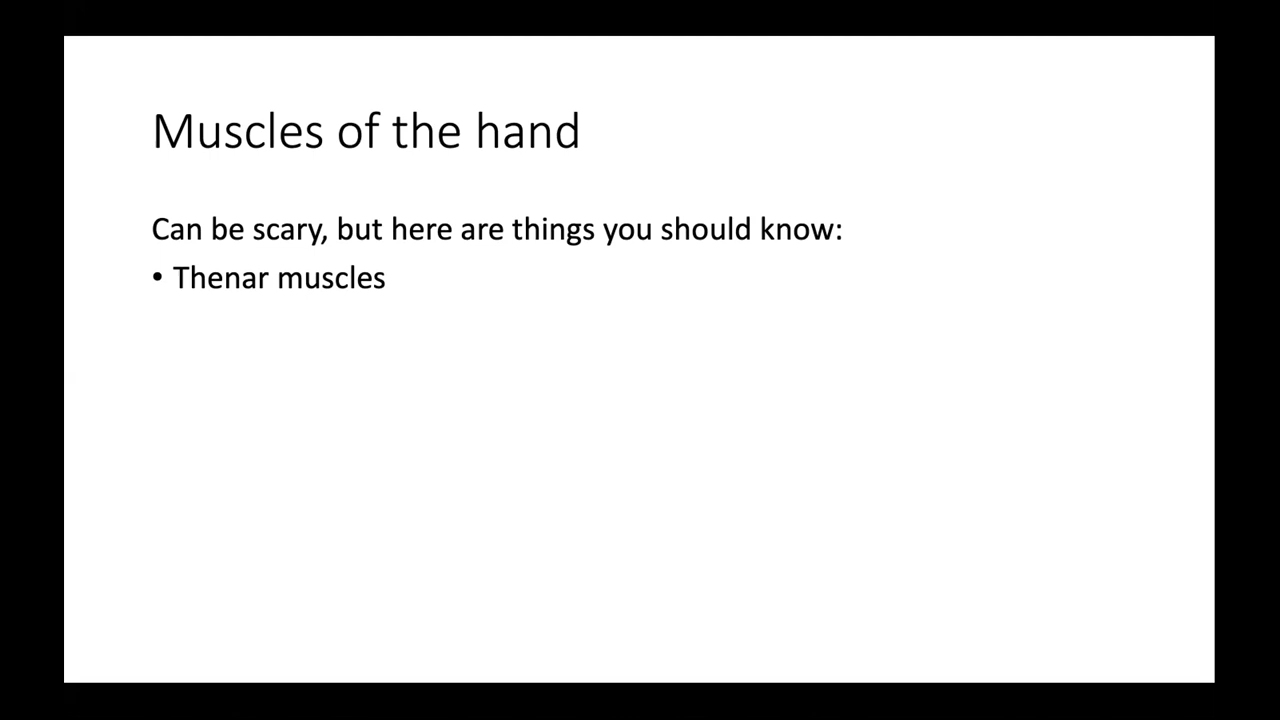 Muscles of the hand
Can be scary, but here are things you should know:
• Thenar muscles